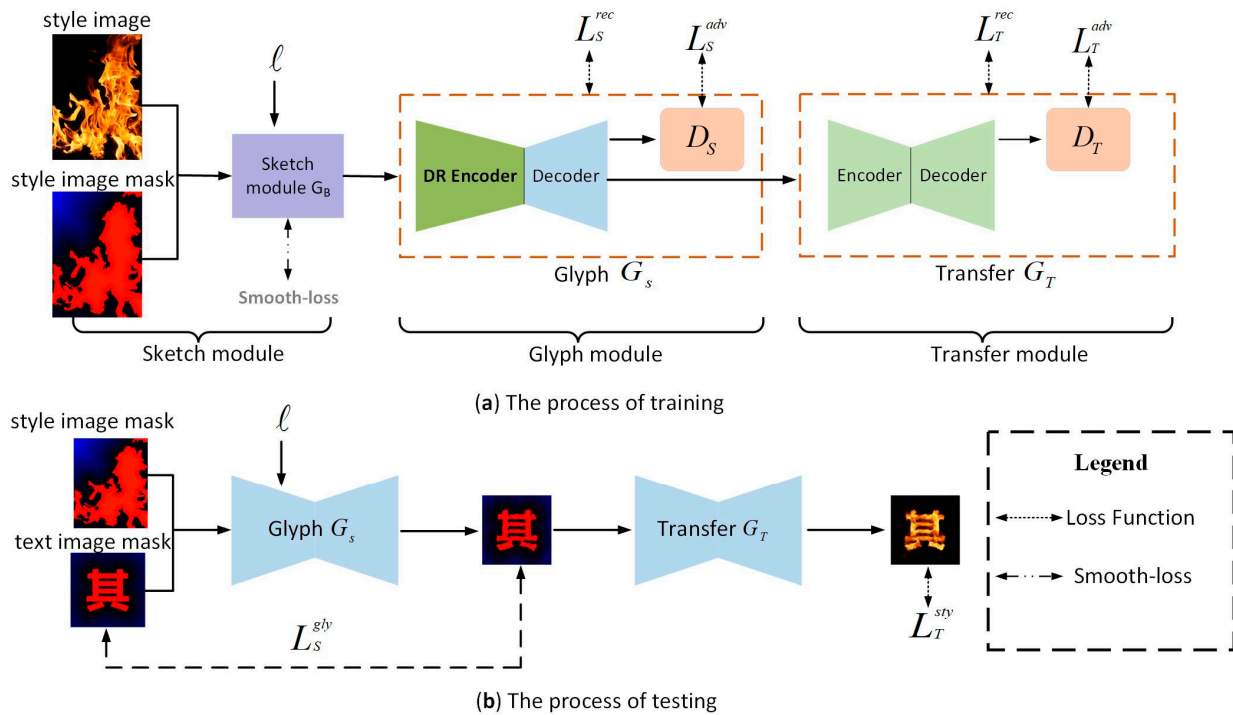 style image
ℓ
L_S^{rec}
L_S^{adv}
L_T^{rec}
L_T^{adv}
style image mask
Sketch
module G_B
DR Encoder
Decoder
D_S
Encoder
Decoder
D_T
Smooth-loss
Glyph G_s
Transfer G_T
Sketch module
Glyph module
Transfer module
(a) The process of training
style image mask
ℓ
text image mask
其
Glyph G_s
其
Transfer G_T
其
L_S^{gly}
L_T^{sty}
Legend
Loss Function
Smooth-loss
(b) The process of testing